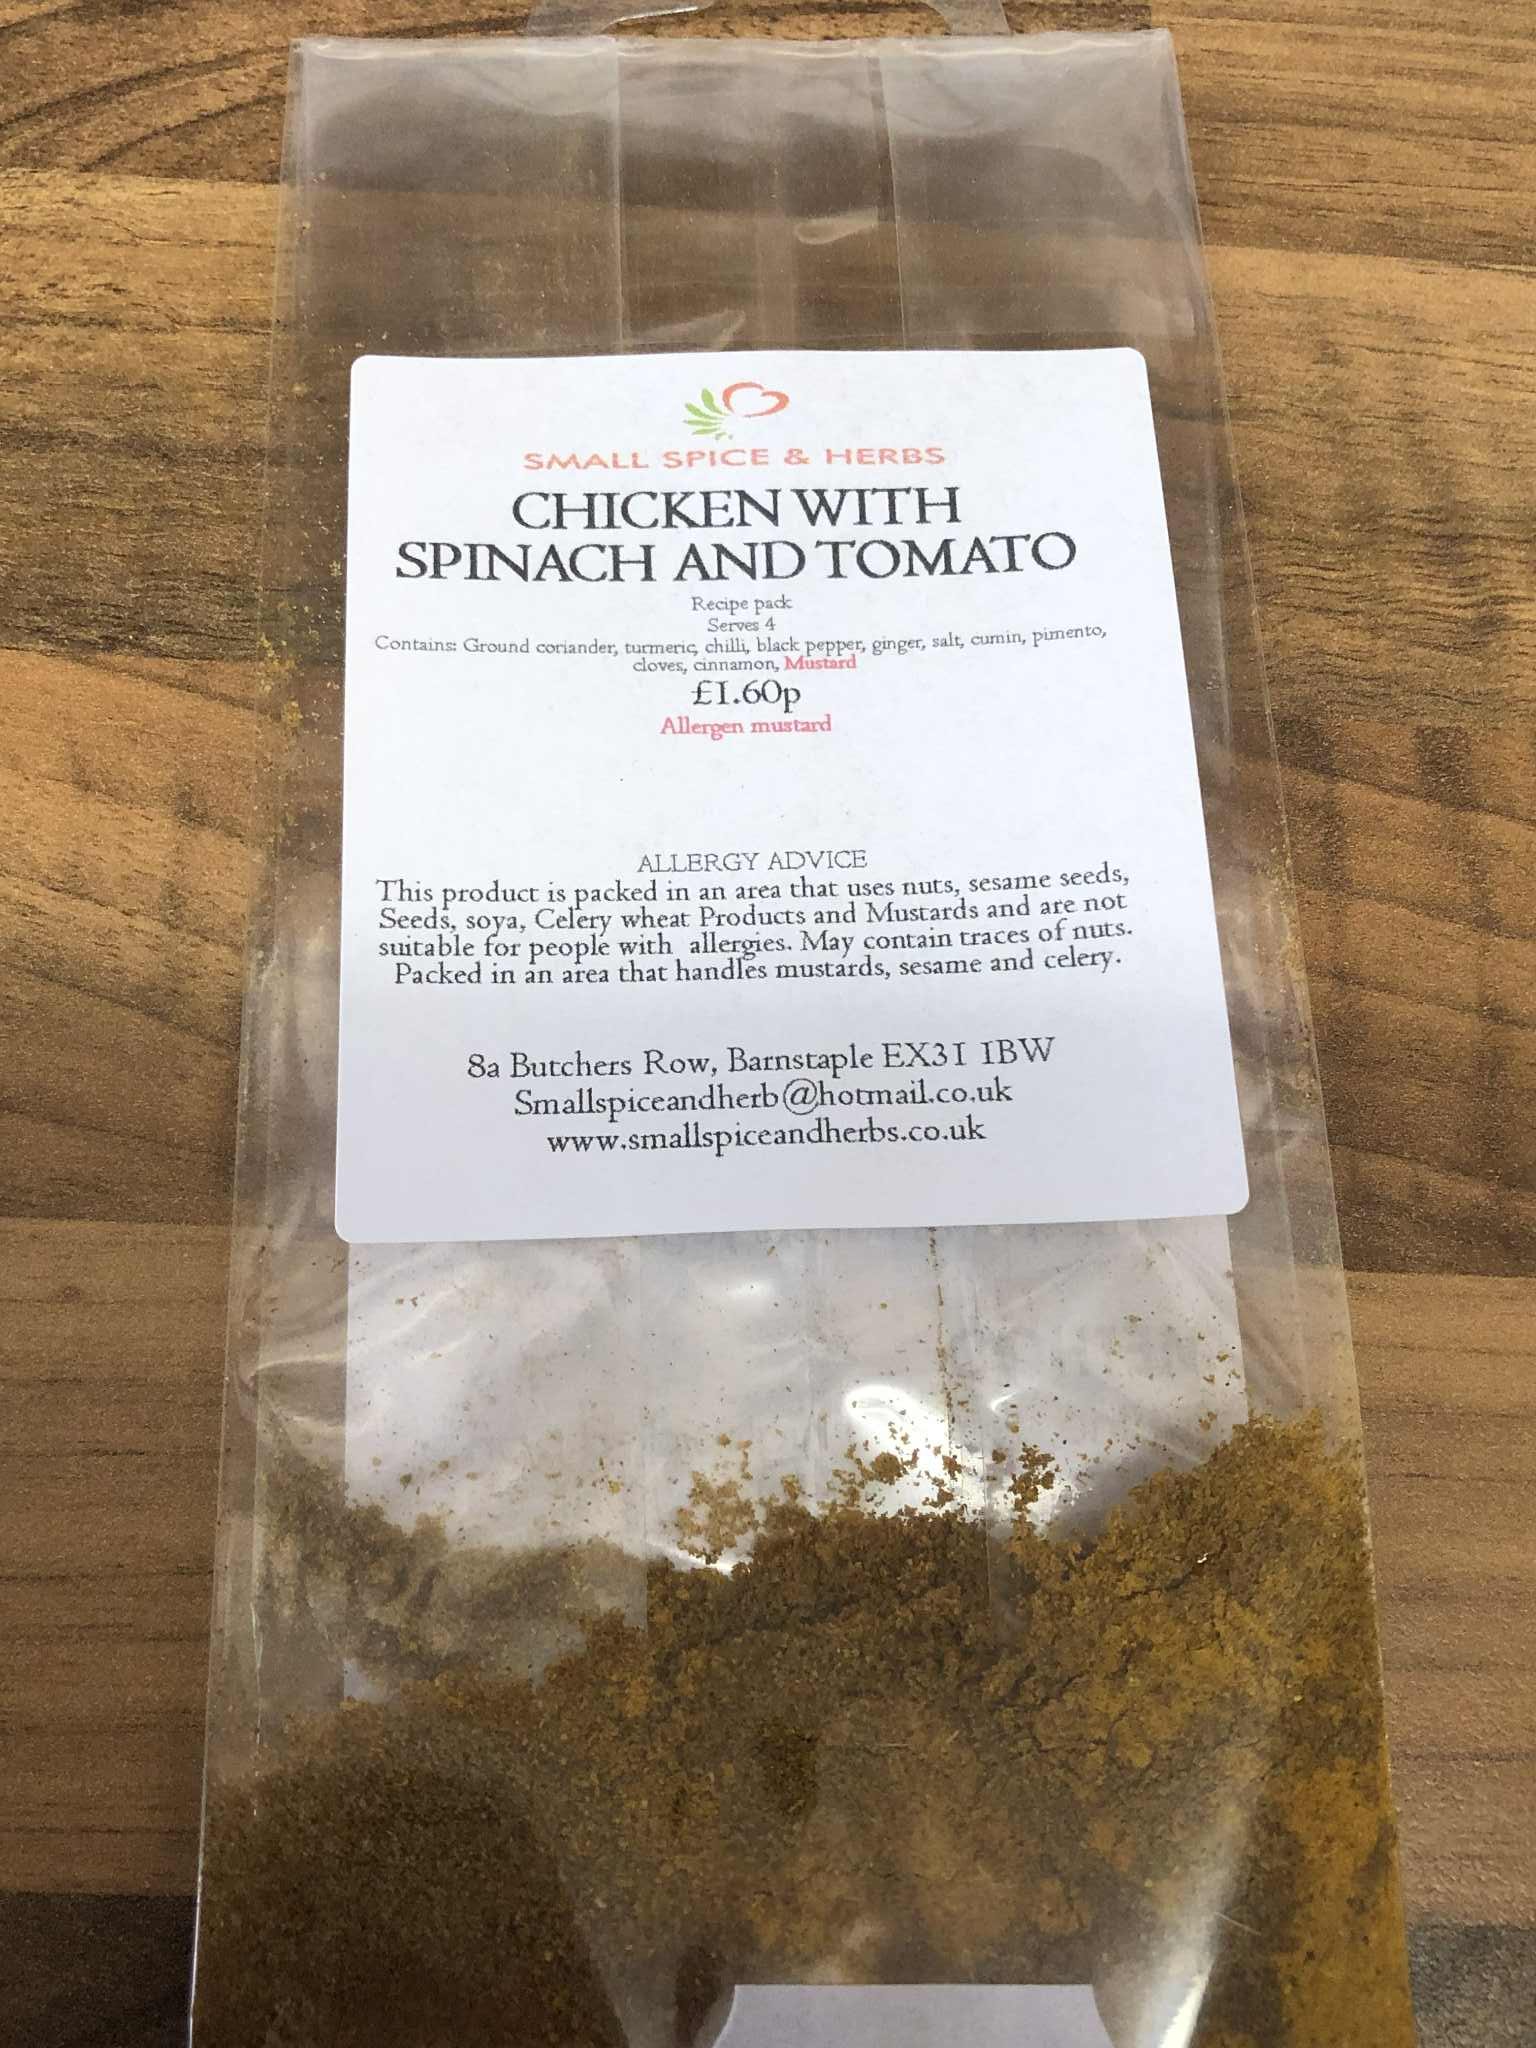 SMALL SPICE & HERBS
CHICKEN WITH
SPINACH AND TOMATO
Recipe pack
Serves 4
Contains: Ground coriander, turmeric, chilli, black pepper, ginger, salt, cumin, pimento,
cloves, cinnamon, Mustard
£1.60p
Allergen mustard
ALLERGY ADVICE
This product is packed in an area that uses nuts, sesame seeds,
Seeds, soya, Celery wheat Products and Mustards and are not
suitable for people with allergies. May contain traces of nuts.
Packed in an area that handles mustards, sesame and celery.
8a Butchers Row, Barnstaple EX31 1BW
Smallspiceandherb@hotmail.co.uk
www.smallspiceandherbs.co.uk